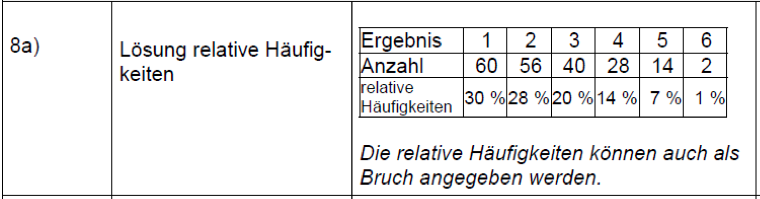 8a)
Lösung relative Häufig-
keiten
Ergebnis 1 2 3 4 5 6
Anzahl 60 56 40 28 14 2
relative
Häufigkeiten 30 % 28 % 20 % 14 % 7 % 1 %
Die relative Häufigkeiten können auch als
Bruch angegeben werden.